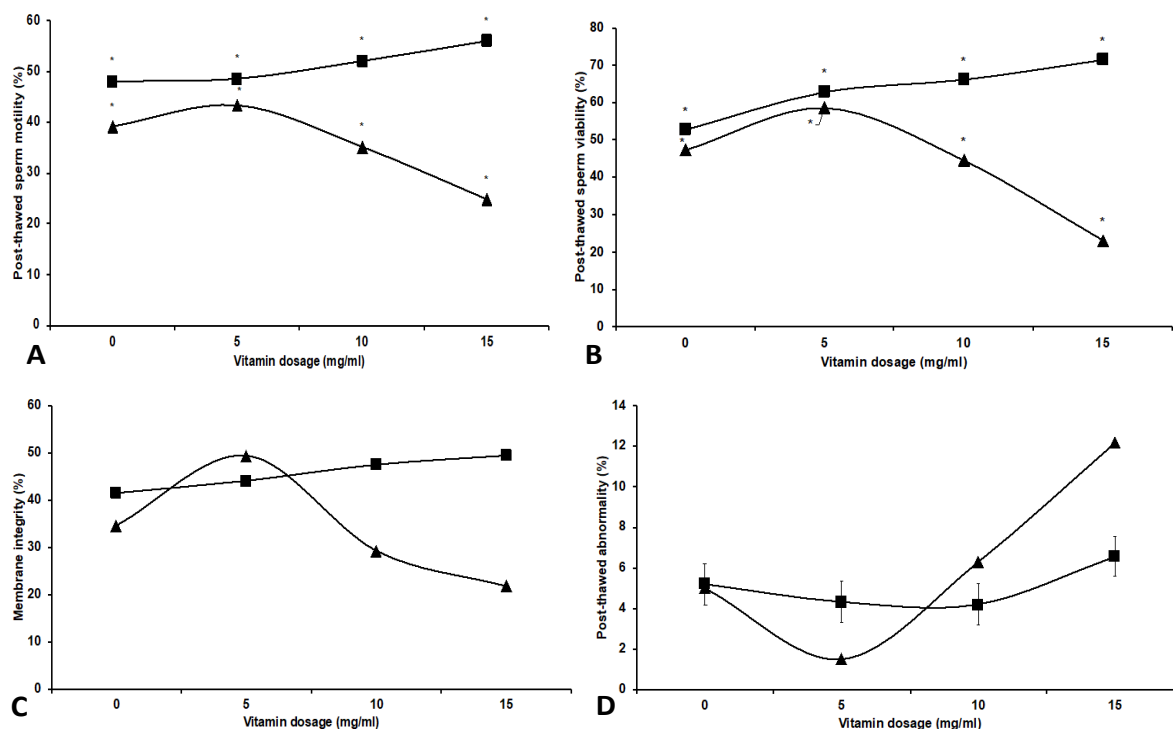 Post-thawed sperm motility (%)
60
50
40
30
20
10
0
* * * *
* * * *
0 5 10 15
Vitamin dosage (mg/ml)
A
Post-thawed sperm viability (%)
80
70
60
50
40
30
20
10
0
* * * *
* * * *
0 5 10 15
Vitamin dosage (mg/ml)
B
Membrane integrity (%)
60
50
40
30
20
10
0
0 5 10 15
Vitamin dosage (mg/ml)
C
Post-thawed abnormality (%)
14
12
10
8
6
4
2
0
0 5 10 15
Vitamin dosage (mg/ml)
D